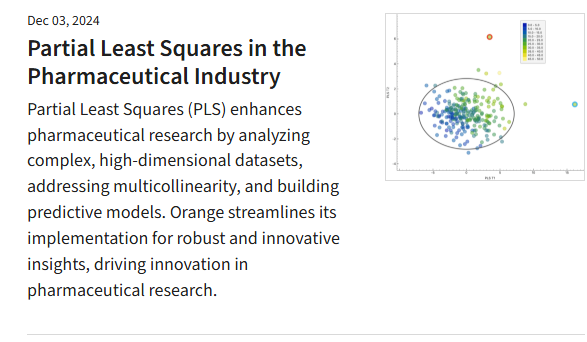 Dec 03, 2024
Partial Least Squares in the
Pharmaceutical Industry
Partial Least Squares (PLS) enhances
pharmaceutical research by analyzing
complex, high-dimensional datasets,
addressing multicollinearity, and building
predictive models. Orange streamlines its
implementation for robust and innovative
insights, driving innovation in
pharmaceutical research.